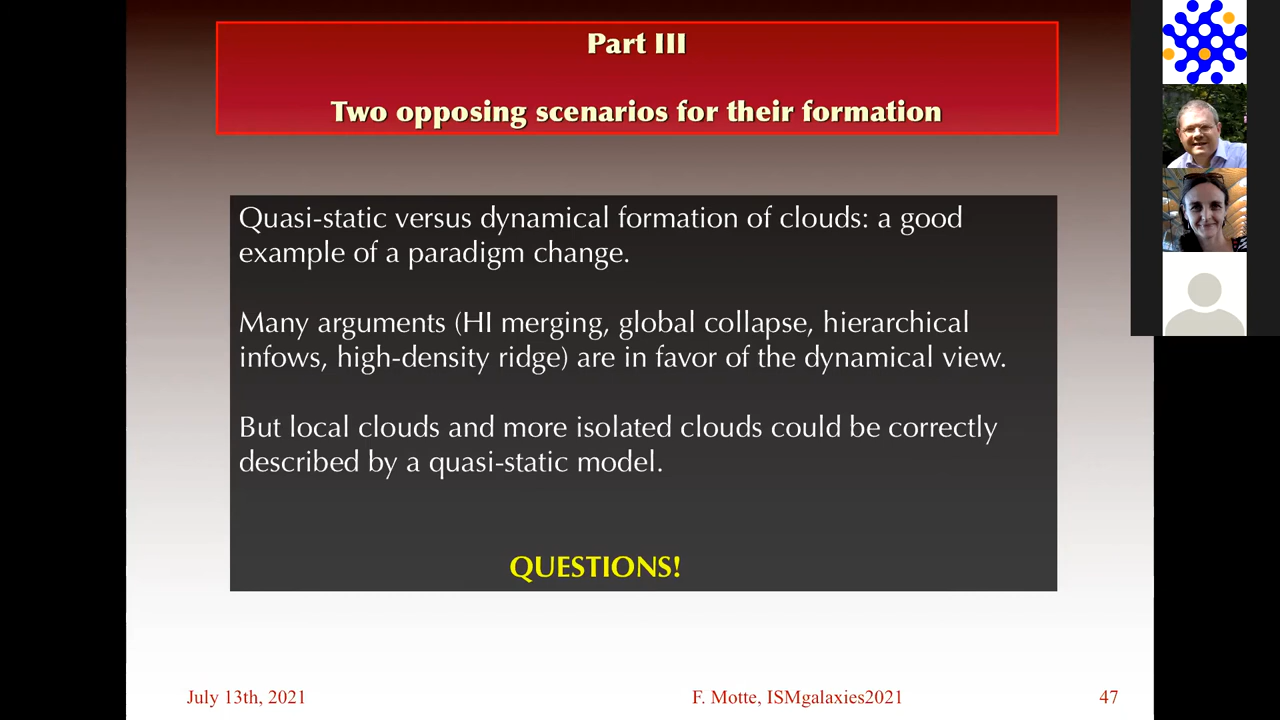 Part III
Two opposing scenarios for their formation
Quasi-static versus dynamical formation of clouds: a good
example of a paradigm change.
Many arguments (HI merging, global collapse, hierarchical
infows, high-density ridge) are in favor of the dynamical view.
But local clouds and more isolated clouds could be correctly
described by a quasi-static model.
QUESTIONS!
July 13th, 2021
F. Motte, ISMgalaxies2021
47